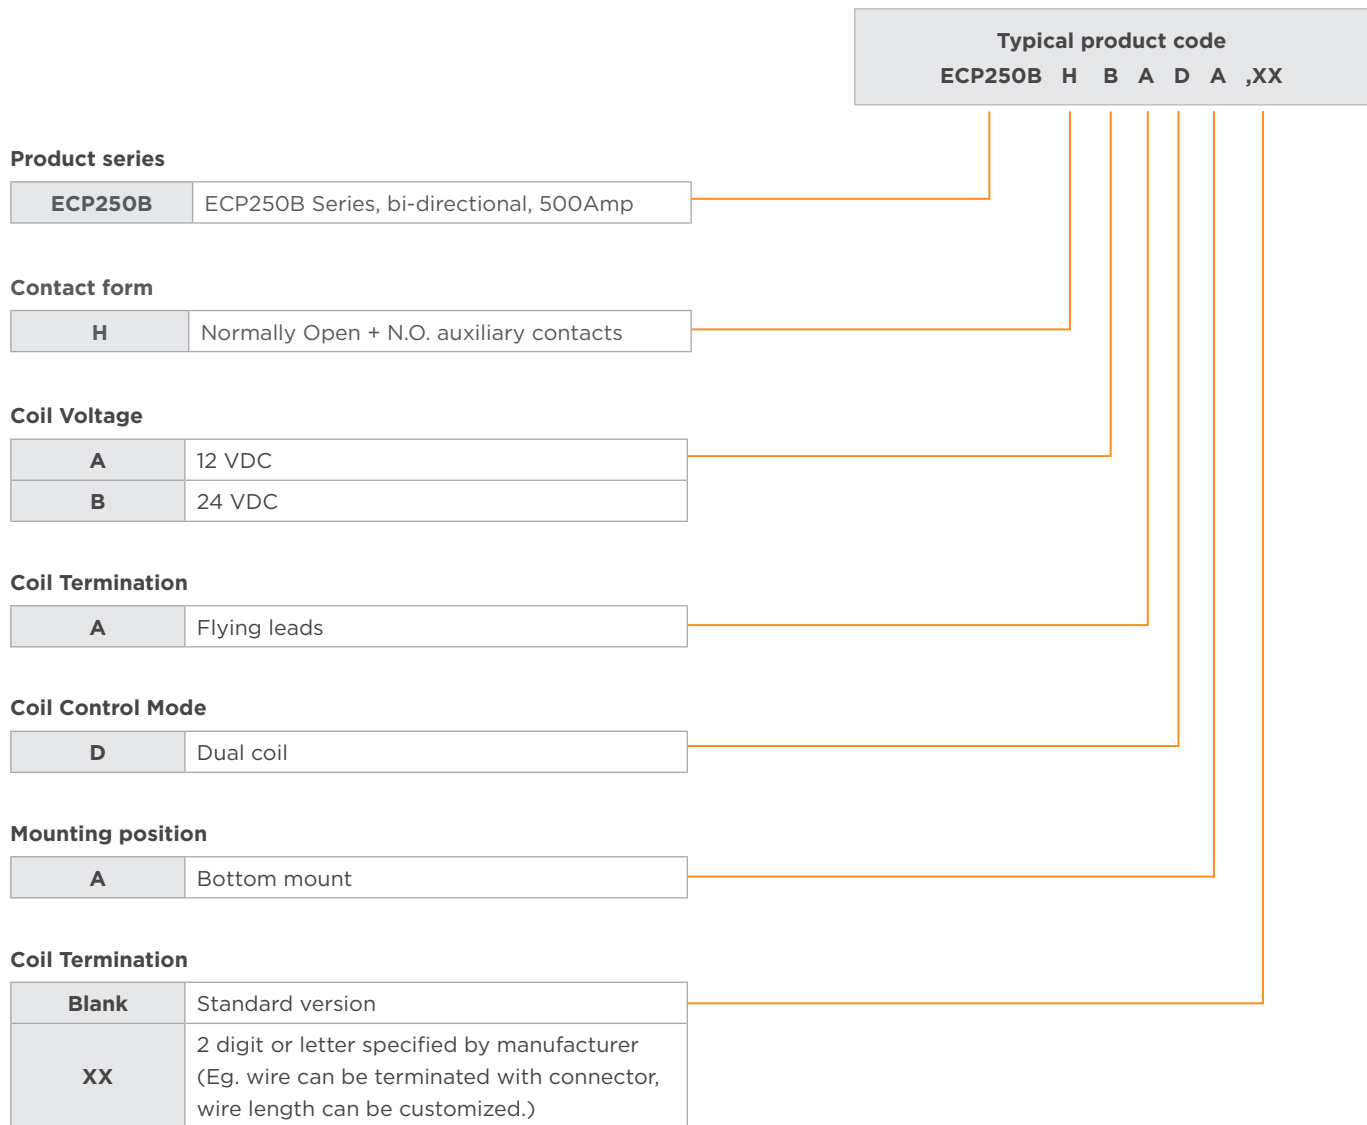 Typical product code
ECP250B H B A D A ,XX
Product series
ECP250B ECP250B Series, bi-directional, 500Amp
Contact form
H Normally Open + N.O. auxiliary contacts
Coil Voltage
A 12 VDC
B 24 VDC
Coil Termination
A Flying leads
Coil Control Mode
D Dual coil
Mounting position
A Bottom mount
Coil Termination
Blank Standard version
XX 2 digit or letter specified by manufacturer
(Eg. wire can be terminated with connector,
wire length can be customized.)